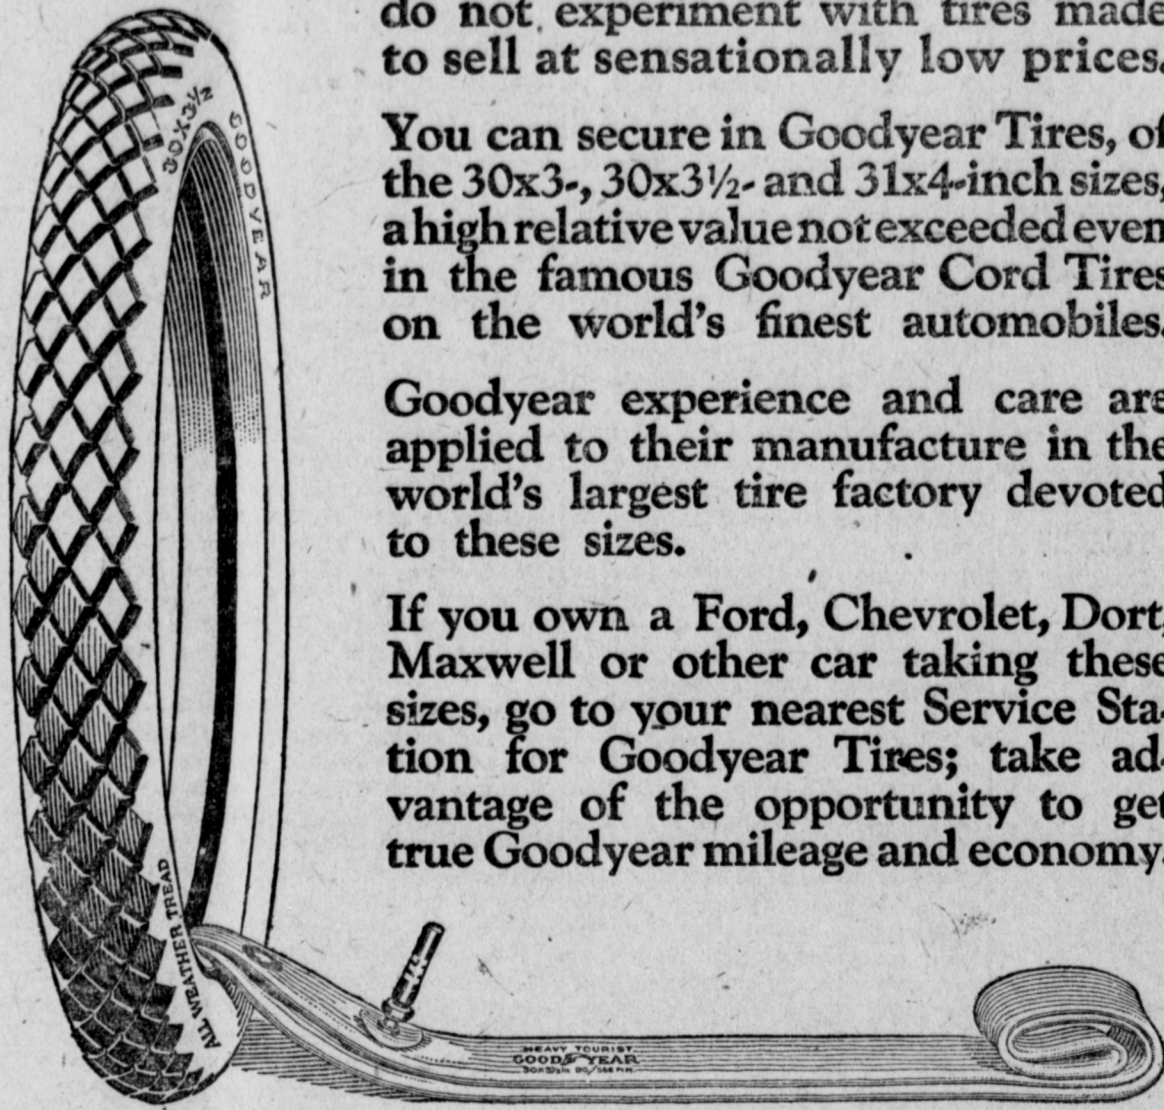 do not experiment with tires made
to sell at sensationally low prices.
You can secure in Goodyear Tires, of
the 30x3-, 30x3½- and 31x4-inch sizes,
a high relative value not exceeded even
in the famous Goodyear Cord Tires
on the world's finest automobiles.
Goodyear experience and care are
applied to their manufacture in the
world's largest tire factory devoted
to these sizes.
If you own a Ford, Chevrolet, Dort,
Maxwell or other car taking these
sizes, go to your nearest Service Sta-
tion for Goodyear Tires; take ad-
vantage of the opportunity to get
true Goodyear mileage and economy.
30X3½ GOODYEAR
ALL WEATHER TREAD
HEAVY TOURIST
GOODYEAR